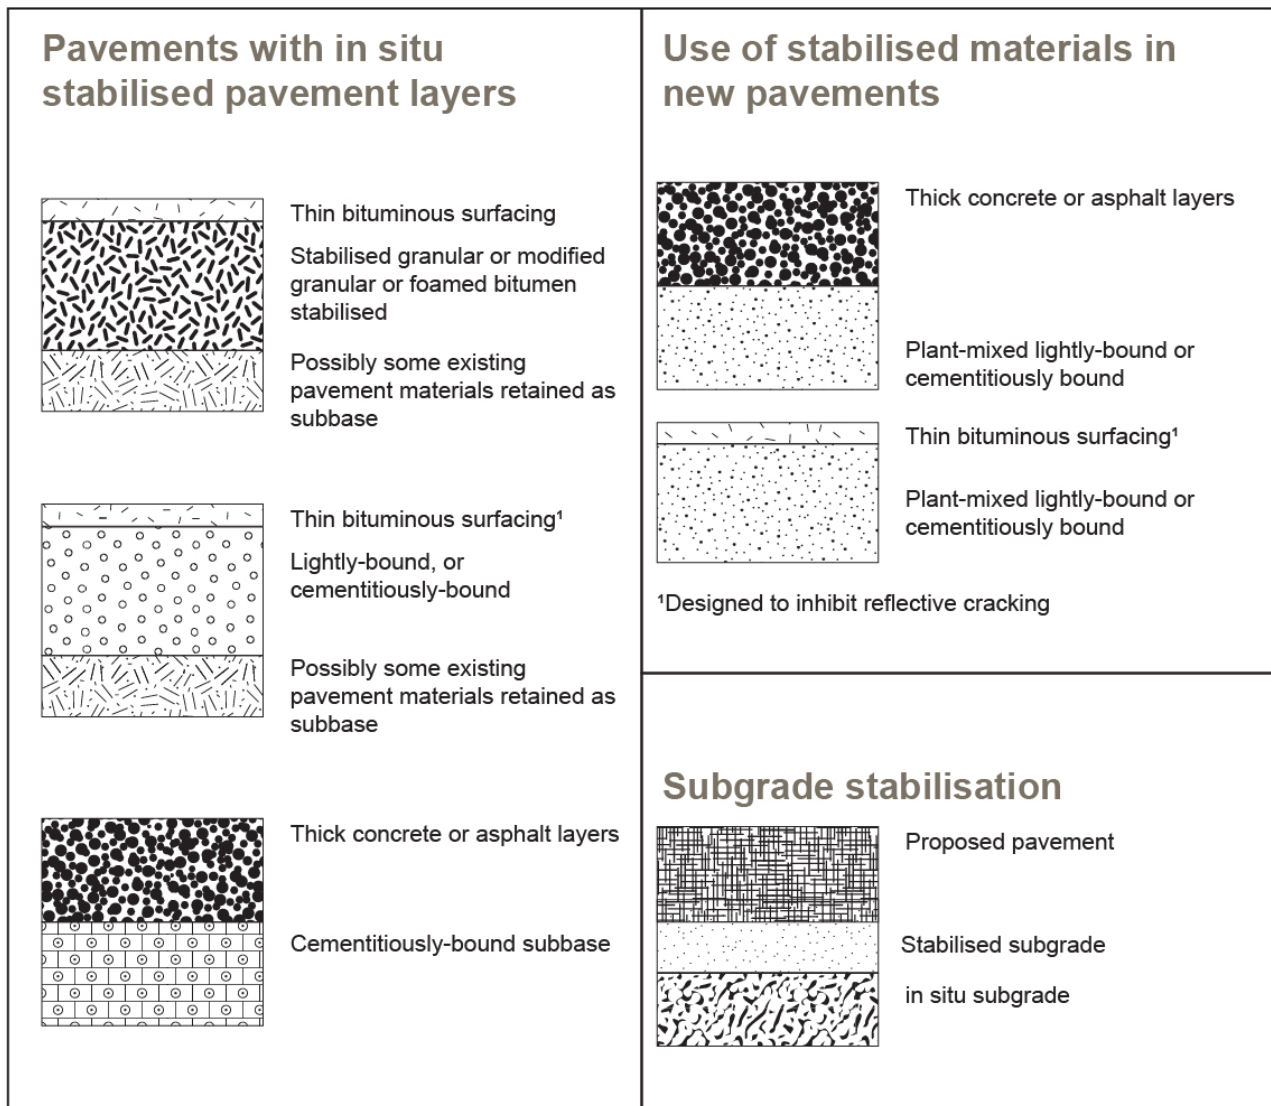 Pavements with in situ
stabilised pavement layers
Thin bituminous surfacing
Stabilised granular or modified
granular or foamed bitumen
stabilised
Possibly some existing
pavement materials retained as
subbase
Thin bituminous surfacing¹
Lightly-bound, or
cementitiously-bound
Possibly some existing
pavement materials retained as
subbase
Thick concrete or asphalt layers
Cementitiously-bound subbase
Use of stabilised materials in
new pavements
Thick concrete or asphalt layers
Plant-mixed lightly-bound or
cementitiously bound
Thin bituminous surfacing¹
Plant-mixed lightly-bound or
cementitiously bound
¹Designed to inhibit reflective cracking
Subgrade stabilisation
Proposed pavement
Stabilised subgrade
in situ subgrade